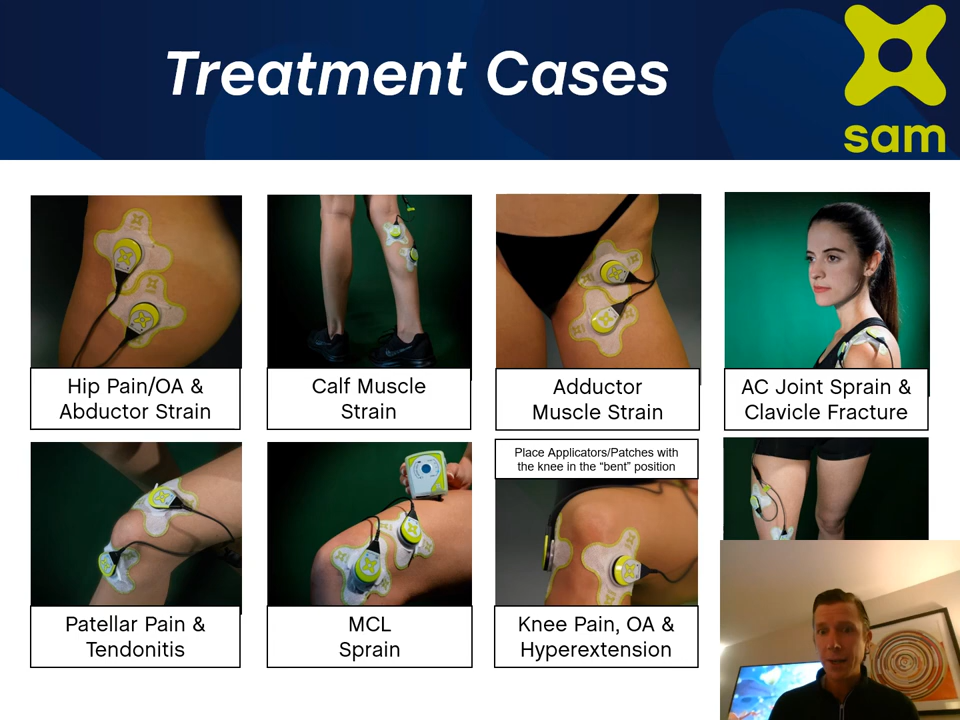 Treatment Cases
sam
Hip Pain/OA &
Abductor Strain
Calf Muscle
Strain
Adductor
Muscle Strain
AC Joint Sprain &
Clavicle Fracture
Place Applicators/Patches with
the knee in the “bent” position
Patellar Pain &
Tendonitis
MCL
Sprain
Knee Pain, OA &
Hyperextension